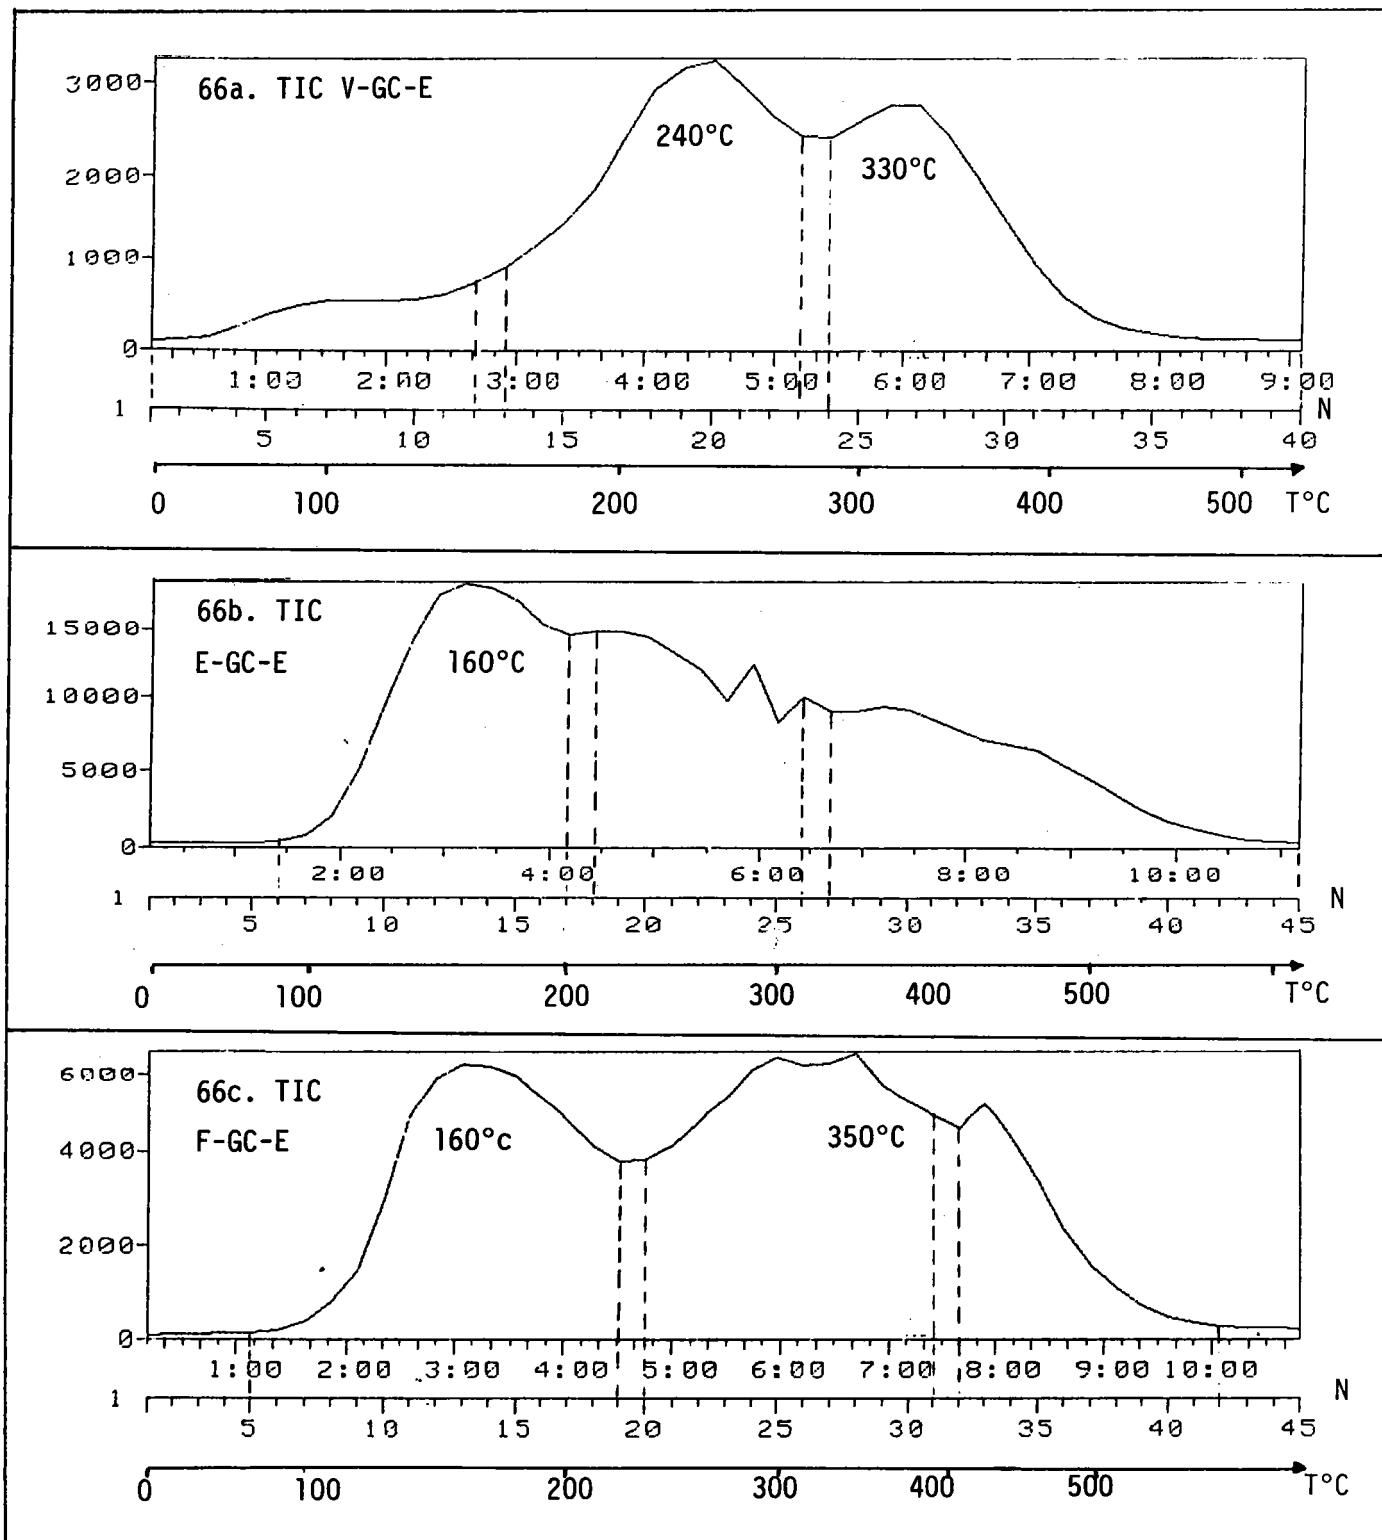 66a. TIC V-GC-E
3000
240°C
330°C
2000
1000
0
1:00 2:00 3:00 4:00 5:00 6:00 7:00 8:00 9:00
1 N
5 10 15 20 25 30 35 40
0 100 200 300 400 500 T°C
66b. TIC
15000
E-GC-E 160°C
10000
5000
0
2:00 4:00 6:00 8:00 10:00
1 N
5 10 15 20 25 30 35 40 45
0 100 200 300 400 500 T°C
6000
66c. TIC
F-GC-E 160°c 350°C
4000
2000
0
1:00 2:00 3:00 4:00 5:00 6:00 7:00 8:00 9:00 10:00
1 N
5 10 15 20 25 30 35 40 45
0 100 200 300 400 500 T°C